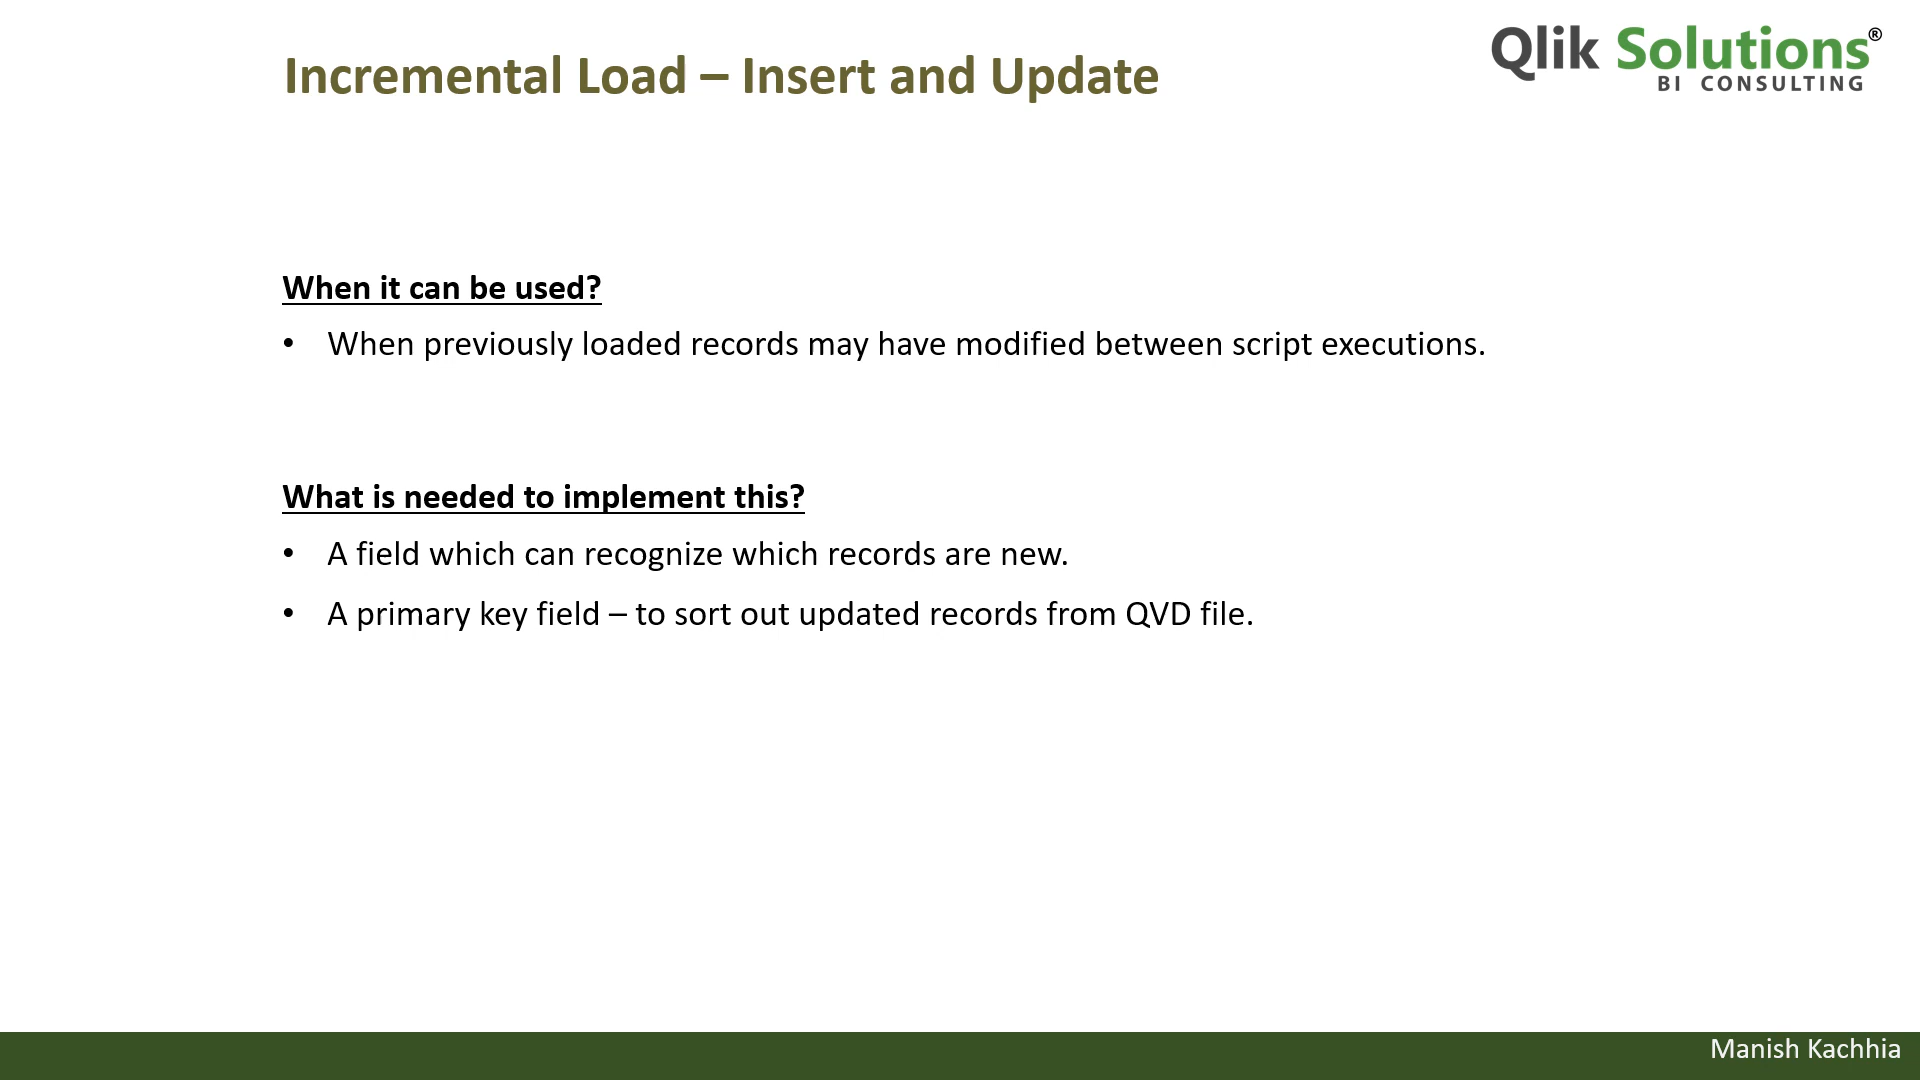 Incremental Load – Insert and Update
Qlik Solutions®
BI CONSULTING
When it can be used?
• When previously loaded records may have modified between script executions.
What is needed to implement this?
• A field which can recognize which records are new.
• A primary key field – to sort out updated records from QVD file.
Manish Kachhia